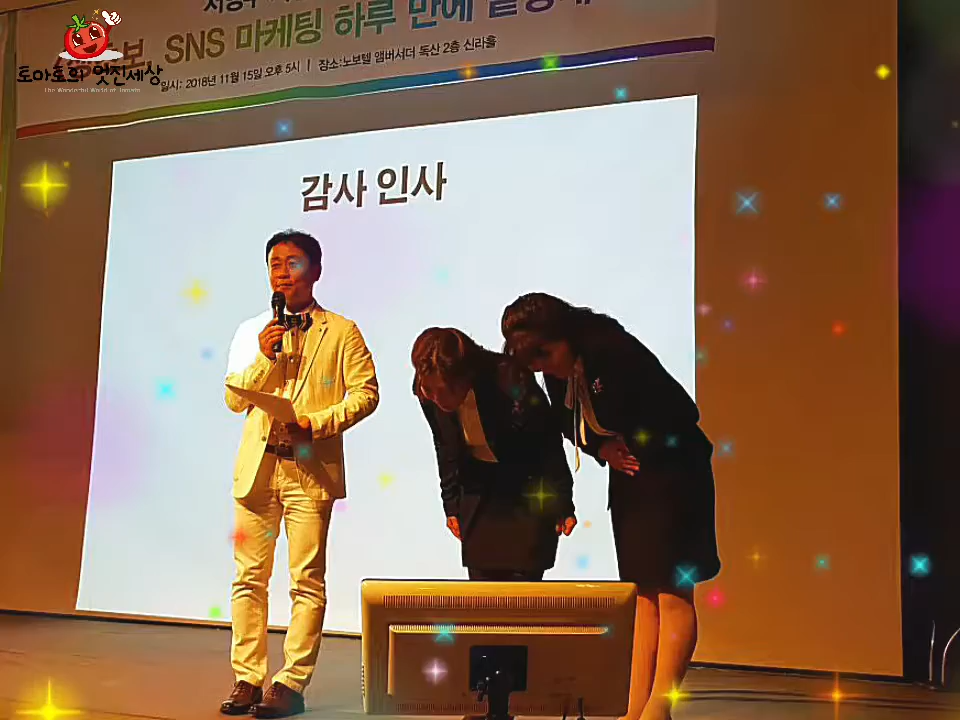 SNS 마케팅 하루 만에
일시: 2018년 11월 15일 오후 5시 | 장소:노보텔 앰버서더 독산 2층 신라홀
토마토의 멋진세상
The Wonderful World of Tomato
감사 인사